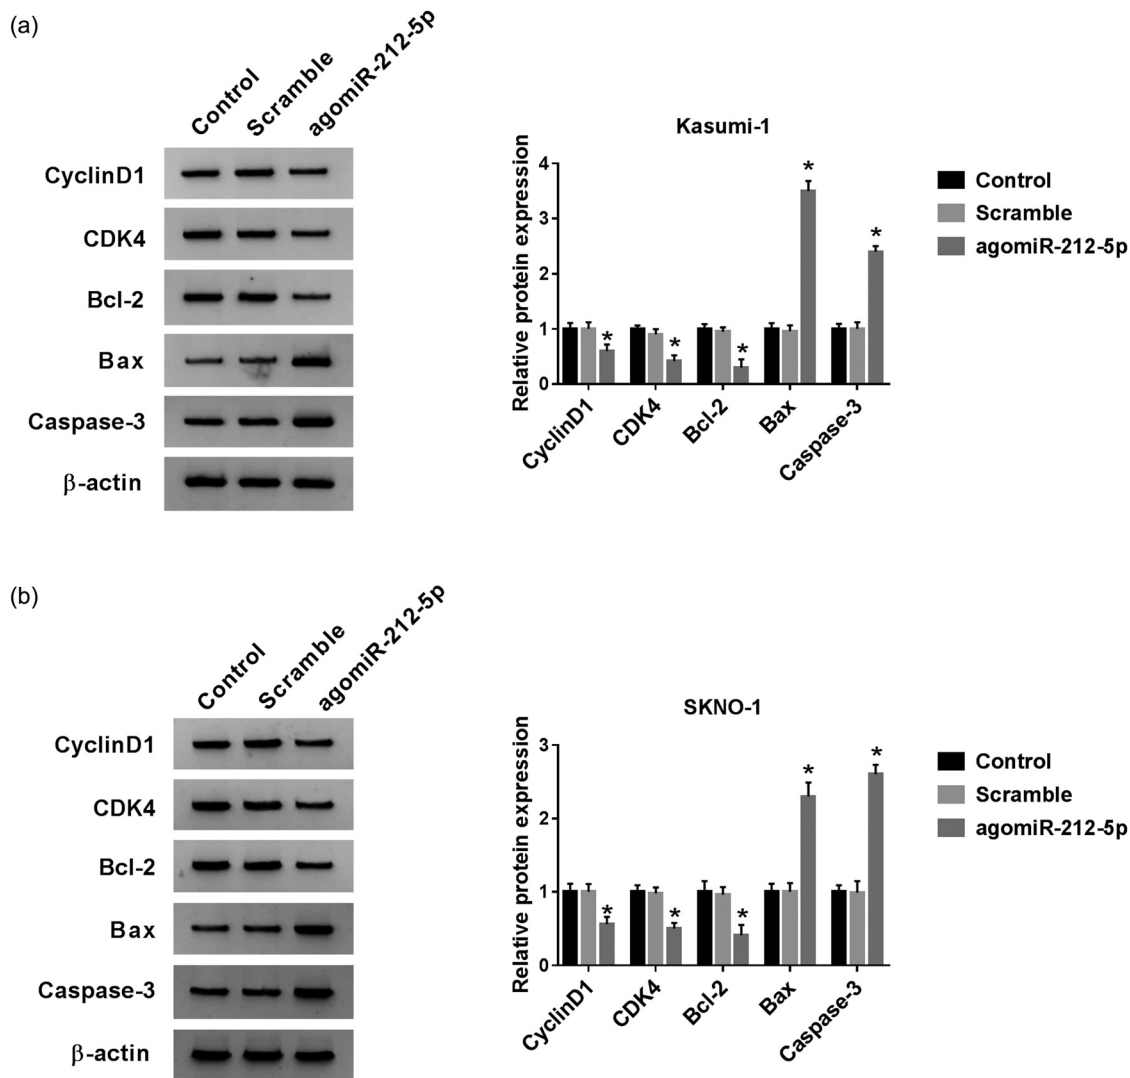 (a)
Control
Scramble
agomiR-212-5p
CyclinD1
CDK4
Bcl-2
Bax
Caspase-3
β-actin
Kasumi-1
Relative protein expression
4
3
2
1
0
*
*
*
*
*
CyclinD1
CDK4
Bcl-2
Bax
Caspase-3
Control
Scramble
agomiR-212-5p
(b)
Control
Scramble
agomiR-212-5p
CyclinD1
CDK4
Bcl-2
Bax
Caspase-3
β-actin
SKNO-1
Relative protein expression
3
2
1
0
*
*
*
*
*
CyclinD1
CDK4
Bcl-2
Bax
Caspase-3
Control
Scramble
agomiR-212-5p